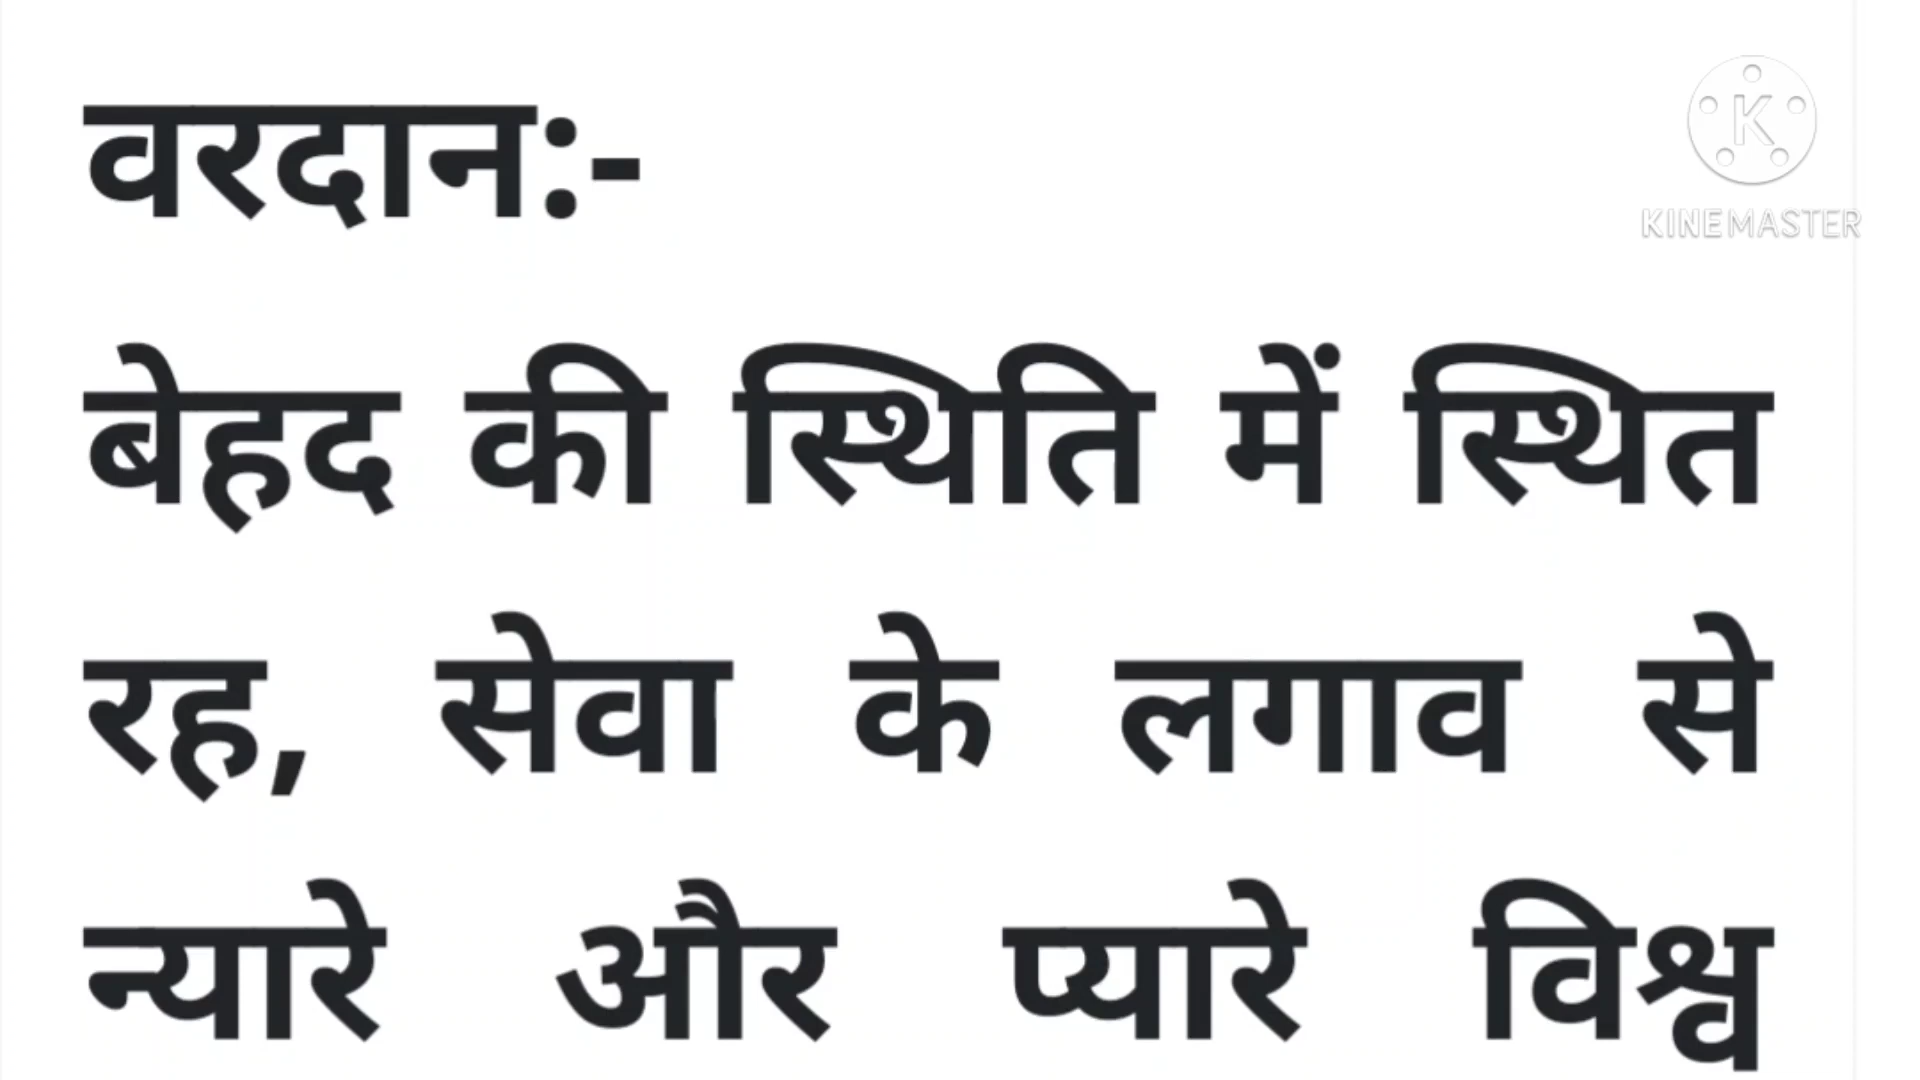 वरदान:-
K
KINEMASTER
बेहद की स्थिति में स्थित
रह, सेवा के लगाव से
न्यारे और प्यारे विश्व